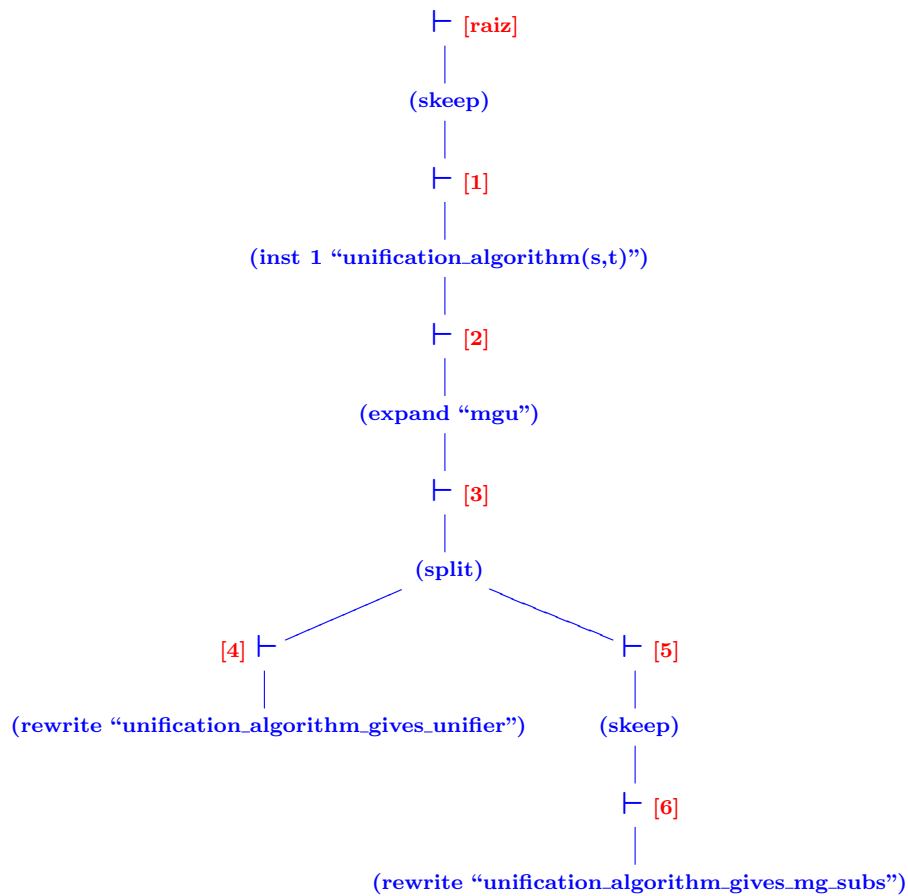 ⊢ [raiz]
(skeep)
⊢ [1]
(inst 1 “unification_algorithm(s,t)”)
⊢ [2]
(expand “mgu”)
⊢ [3]
(split)
[4] ⊢ ⊢ [5]
(rewrite “unification_algorithm_gives_unifier”) (skeep)
⊢ [6]
(rewrite “unification_algorithm_gives_mg_subs”)